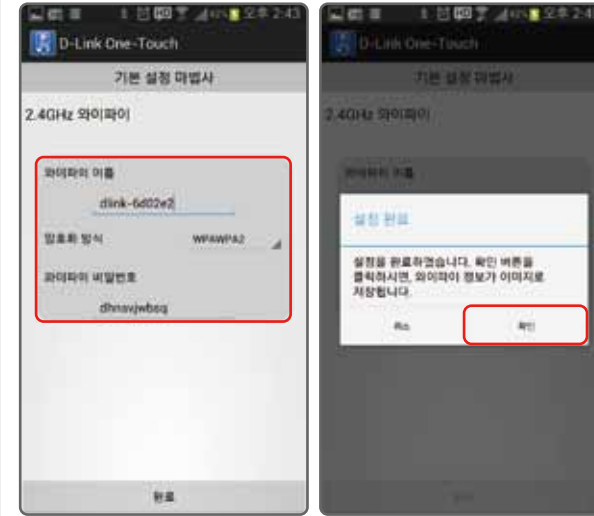 오후 2:43
D-Link One-Touch
기본 설정 마법사
2.4GHz 와이파이
와이파이 이름
dlink-6d02e2
암호화 방식 WPAWPA2
와이파이 비밀번호
dhnsvjwbsq
완료
D-Link One-Touch
기본 설정 마법사
2.4GHz 와이파이
와이파이 이름
설정 완료
설정을 완료하였습니다. 확인 버튼을
클릭하시면, 와이파이 정보가 이미지로
저장됩니다.
취소 확인